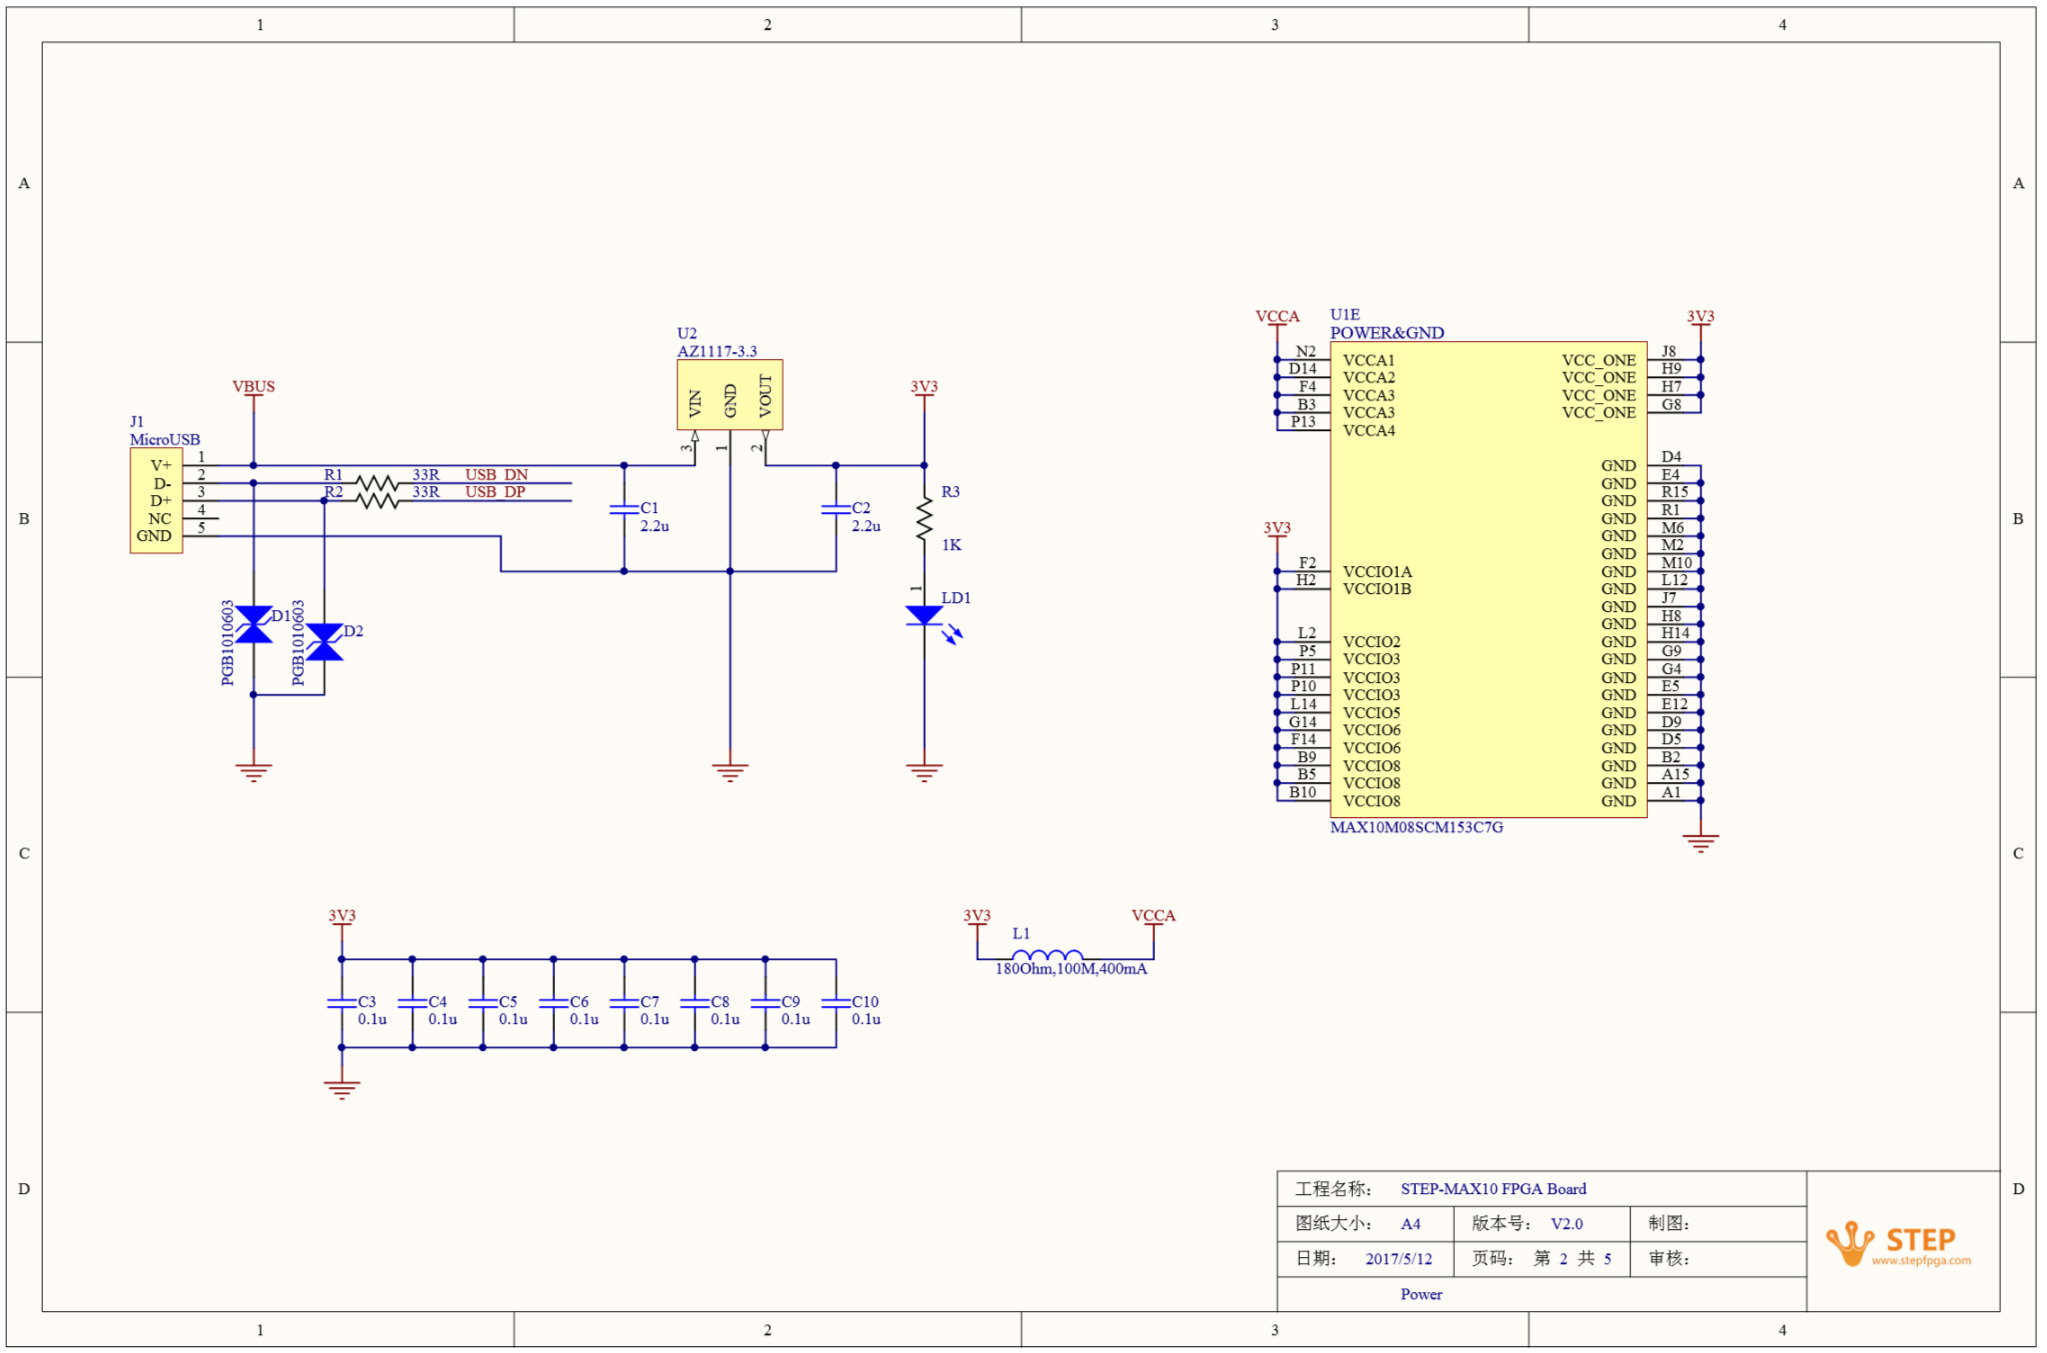 1 2 3 4
A A
B B
C C
D D
1 2 3 4
VBUS
J1
MicroUSB
V+ 1
D- 2
D+ 3
NC 4
GND 5
R1 33R USB_DN
R2 33R USB_DP
PGB1010603
D1
PGB1010603
D2
U2
AZ1117-3.3
VIN GND VOUT
3 1 2
C1
2.2u
C2
2.2u
3V3
R3
1K
1
LD1
3V3
C3
0.1u
C4
0.1u
C5
0.1u
C6
0.1u
C7
0.1u
C8
0.1u
C9
0.1u
C10
0.1u
3V3
L1
VCCA
180Ohm,100M,400mA
VCCA
U1E
POWER&GND
3V3
N2 VCCA1
D14 VCCA2
F4 VCCA3
B3 VCCA3
P13 VCCA4
3V3
F2 VCCIO1A
H2 VCCIO1B
L2 VCCIO2
P5 VCCIO3
P11 VCCIO3
P10 VCCIO3
L14 VCCIO5
G14 VCCIO6
F14 VCCIO6
B9 VCCIO8
B5 VCCIO8
B10 VCCIO8
VCC_ONE J8
VCC_ONE H9
VCC_ONE H7
VCC_ONE G8
GND D4
GND E4
GND R15
GND R1
GND M6
GND M2
GND M10
GND L12
GND J7
GND H8
GND H14
GND G9
GND G4
GND E5
GND E12
GND D9
GND D5
GND B2
GND A15
GND A1
MAX10M08SCM153C7G
工程名称： STEP-MAX10 FPGA Board
图纸大小： A4 版本号： V2.0 制图：
日期： 2017/5/12 页码： 第 2 共 5 审核：
Power
STEP
www.stepfpga.com